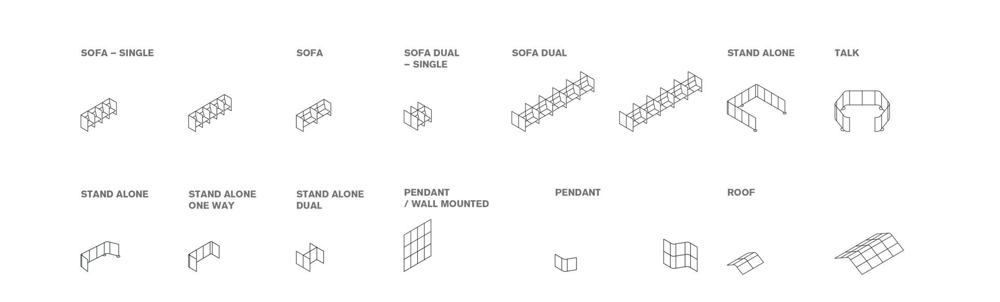 SOFA – SINGLE
SOFA
SOFA DUAL
– SINGLE
SOFA DUAL
STAND ALONE
TALK
STAND ALONE
STAND ALONE
ONE WAY
STAND ALONE
DUAL
PENDANT
/ WALL MOUNTED
PENDANT
ROOF